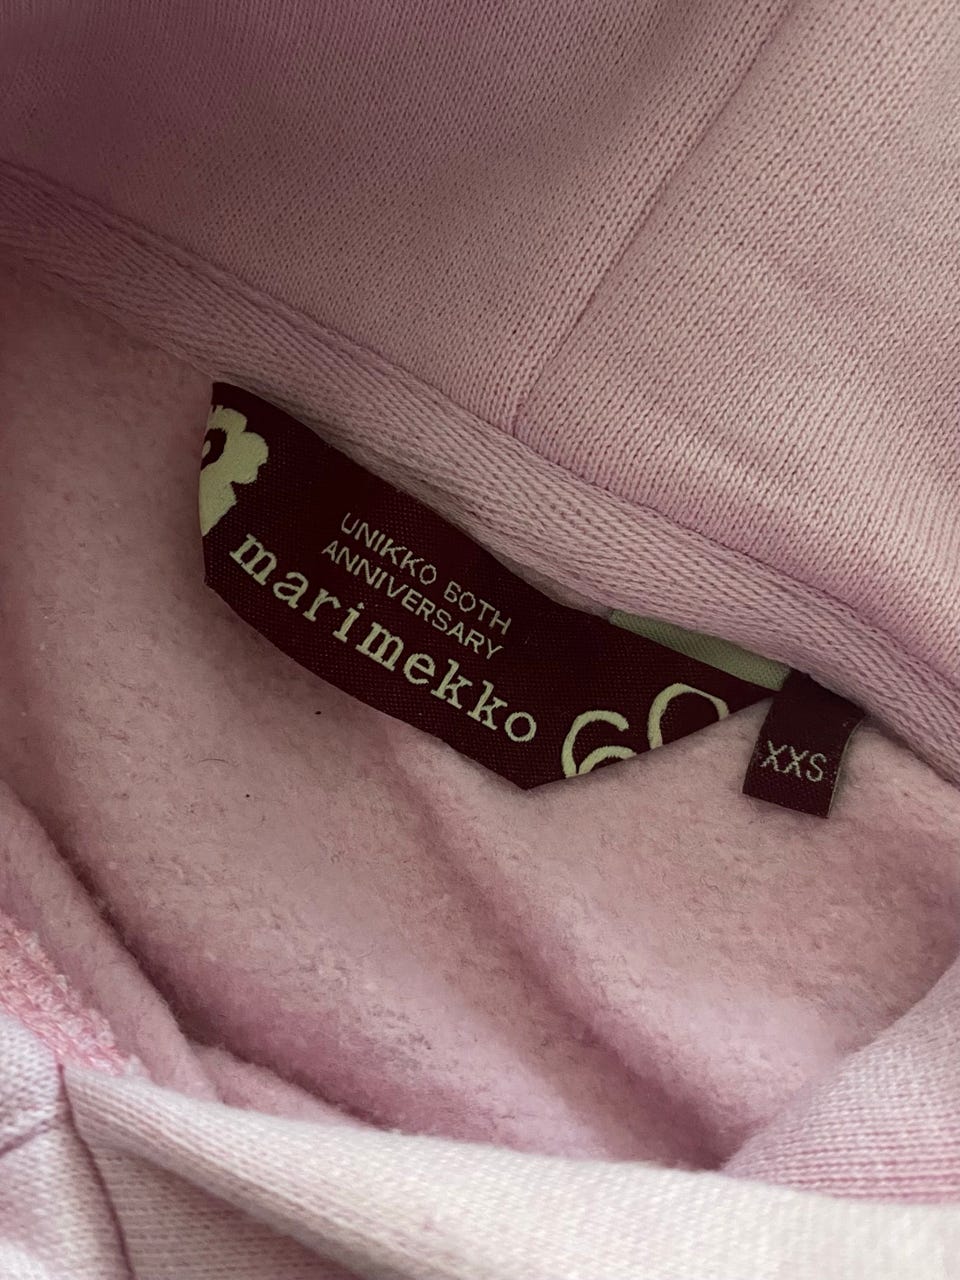 UNIKKO 60TH
ANNIVERSARY
marimekko
60
XXS